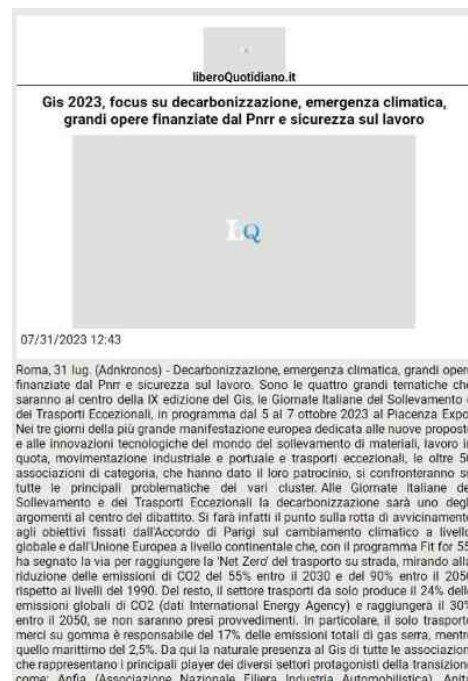 liberoQuotidiano.it
Gis 2023, focus su decarbonizzazione, emergenza climatica,
grandi opere finanziate dal Pnrr e sicurezza sul lavoro
LQ
07/31/2023 12:43
Roma, 31 lug. (Adnkronos) - Decarbonizzazione, emergenza climatica, grandi opere
finanziate dal Pnrr e sicurezza sul lavoro. Sono le quattro grandi tematiche che
saranno al centro della IX edizione del Gis, le Giornate Italiane del Sollevamento e
dei Trasporti Eccezionali, in programma dal 5 al 7 ottobre 2023 al Piacenza Expo.
Nei tre giorni della più grande manifestazione europea dedicata alle nuove proposte
e alle innovazioni tecnologiche del mondo del sollevamento di materiali, lavoro in
quota, movimentazione industriale e portuale e trasporti eccezionali, le oltre 50
associazioni di categoria, che hanno dato il loro patrocinio, si confronteranno su
tutte le principali problematiche dei vari cluster. Alle Giornate Italiane del
Sollevamento e dei Trasporti Eccezionali la decarbonizzazione sarà uno degli
argomenti al centro del dibattito. Si farà infatti il punto sulla rotta di avvicinamento
agli obiettivi fissati dall'Accordo di Parigi sul cambiamento climatico a livello
globale e dall'Unione Europea a livello continentale che, con il programma Fit for 55,
ha segnato la via per raggiungere la 'Net Zero' del trasporto su strada, mirando alla
riduzione delle emissioni di CO2 del 55% entro il 2030 e del 90% entro il 2050
rispetto ai livelli del 1990. Del resto, il settore trasporti da solo produce il 24% delle
emissioni globali di CO2 (dati International Energy Agency) e raggiungerà il 30%
entro il 2050, se non saranno presi provvedimenti. In particolare, il solo trasporto
merci su gomma è responsabile del 17% delle emissioni totali di gas serra, mentre
quello marittimo del 2,5%. Da qui la naturale presenza al Gis di tutte le associazioni
che rappresentano i principali player dei diversi settori protagonisti della transizione
come: Anfia (Associazione Nazionale Filiera Industria Automobilistica), Anita